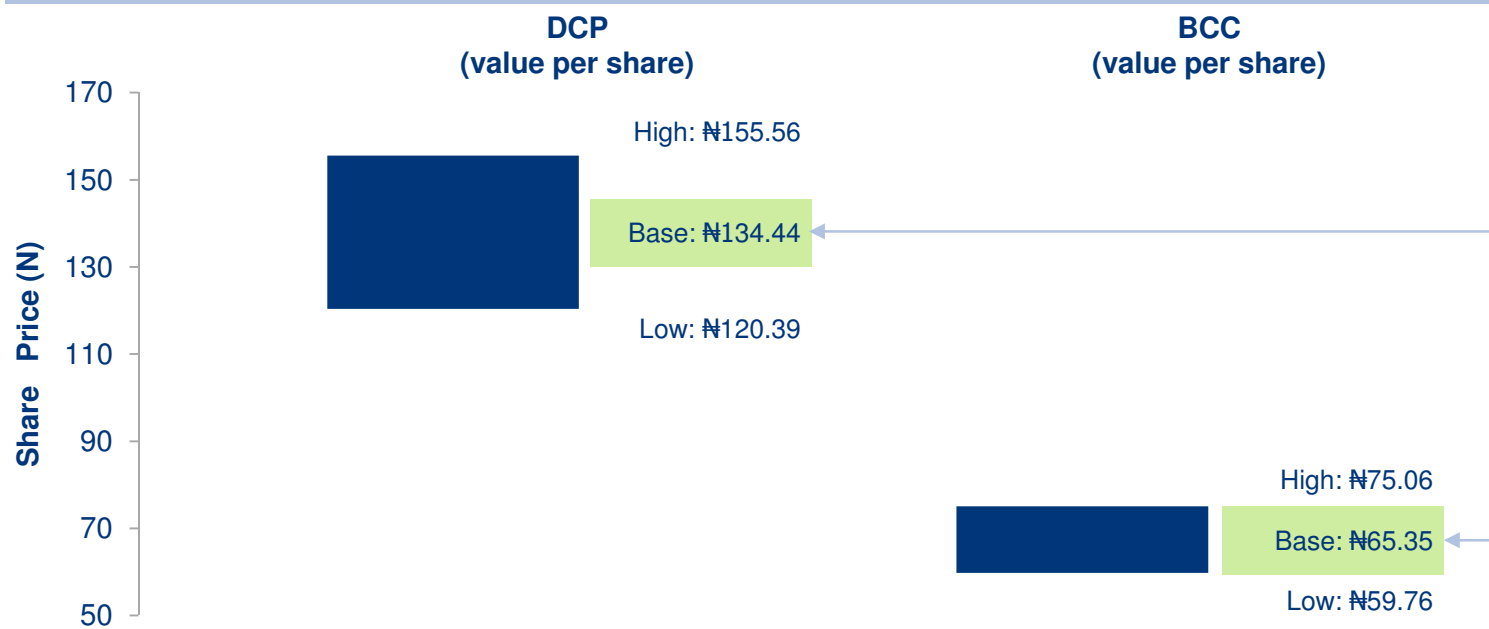 DCP
(value per share)
BCC
(value per share)
Share Price (N)
170
150
130
110
90
70
50
High: ₦155.56
Base: ₦134.44
Low: ₦120.39
High: ₦75.06
Base: ₦65.35
Low: ₦59.76